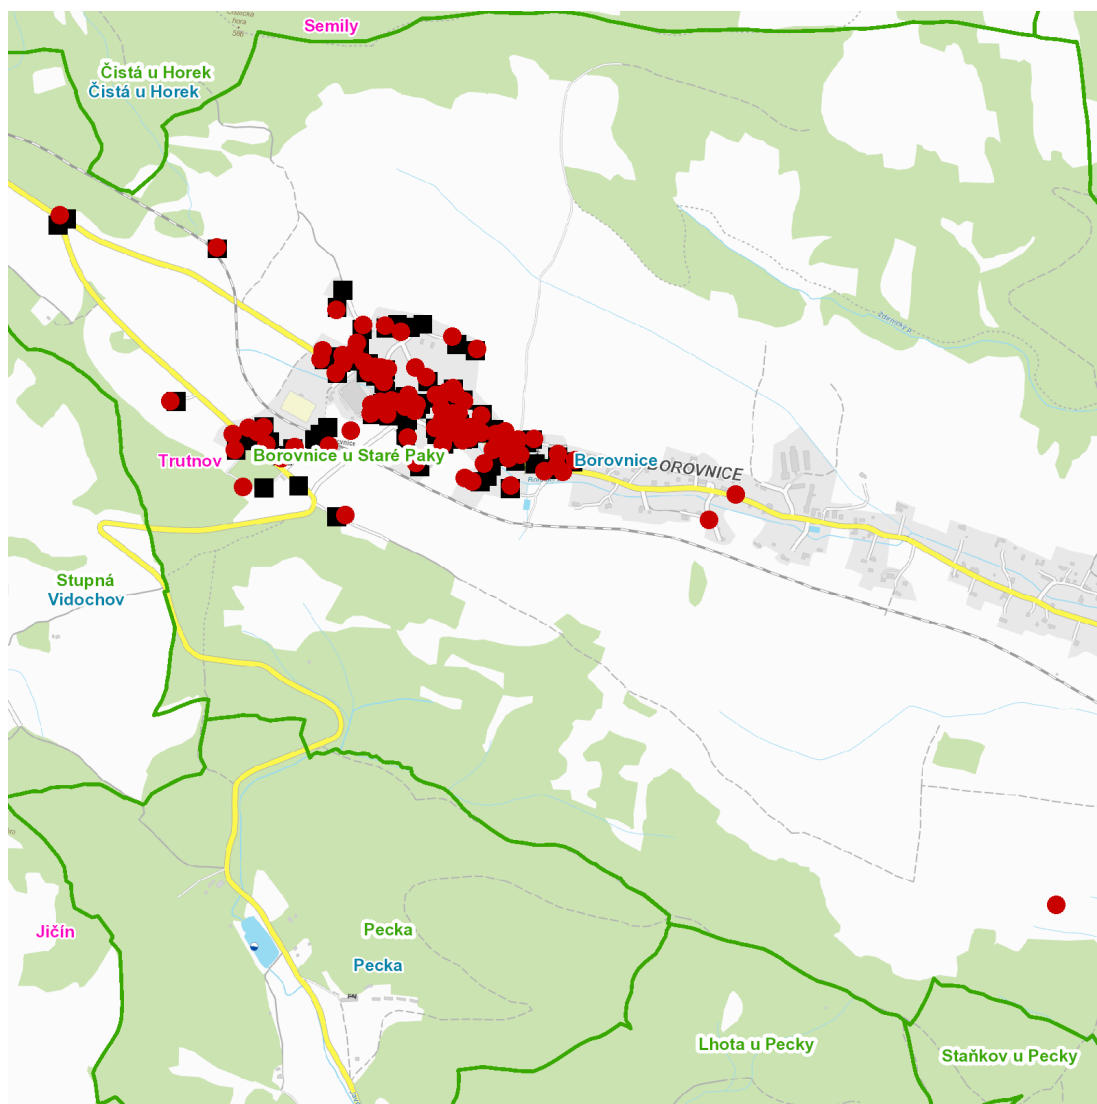 Semily
Čistá u Horek
Čistá u Horek
Trutnov
Borovnice u Staré Paky
Borovnice
BOROVNICE
Stupná
Vidochov
Jičín
Pecka
Pecka
Lhota u Pecky
Staňkov u Pecky